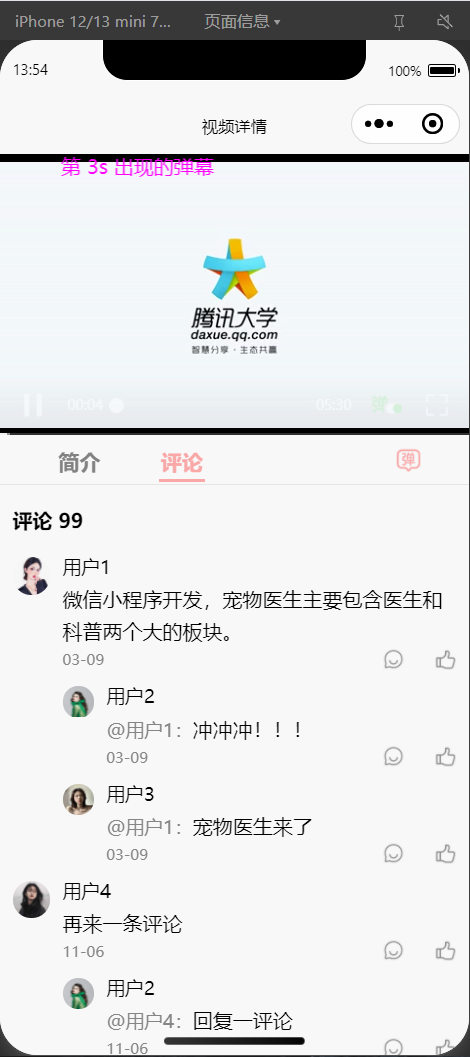 iPhone 12/13 mini 7...
页面信息
13:54
100%
视频详情
第 3s 出现的弹幕
腾讯大学
daxue.qq.com
智慧分享·生态共赢
00:04
05:30
弹
简介
评论
弹
评论 99
用户1
微信小程序开发，宠物医生主要包含医生和
科普两个大的板块。
03-09
用户2
@用户1：冲冲冲！！！
03-09
用户3
@用户1：宠物医生来了
03-09
用户4
再来一条评论
11-06
用户2
@用户4：回复一评论
11-06